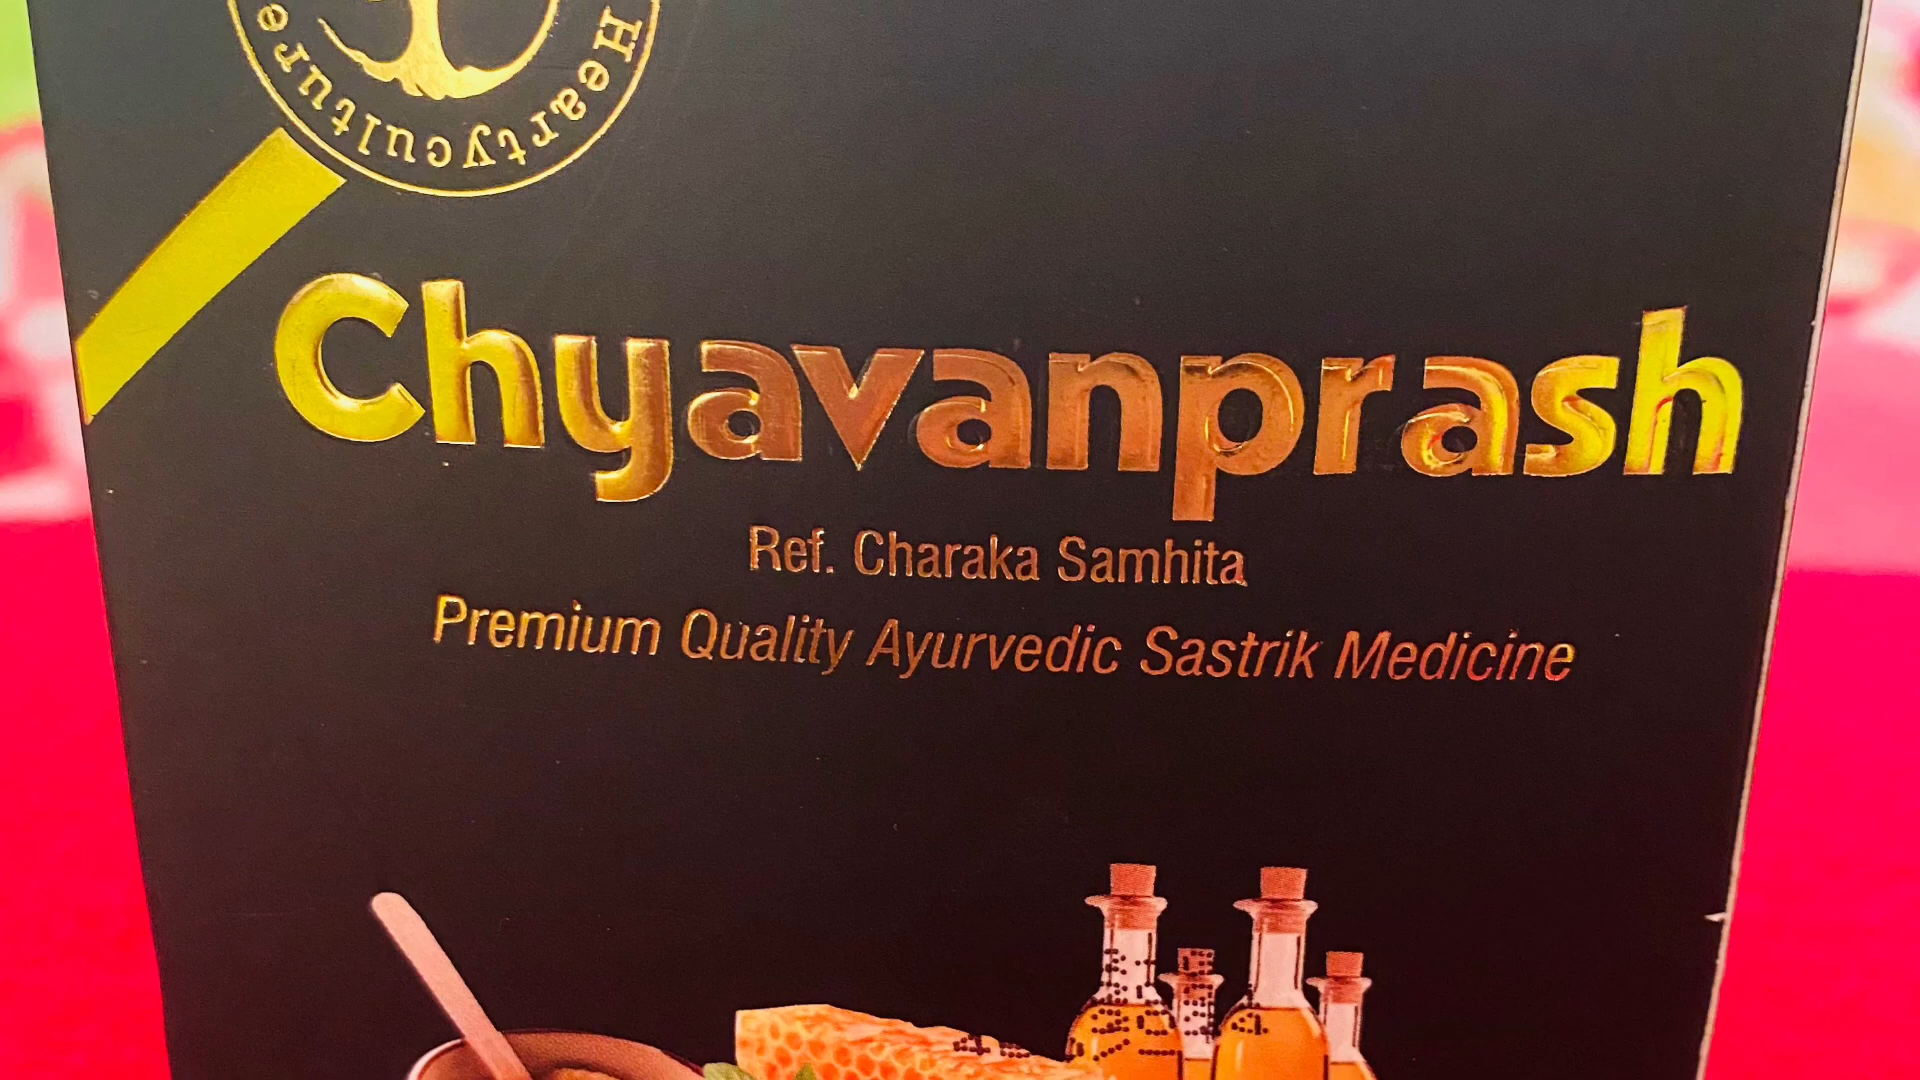 Heartyculture
Chyavanprash
Ref. Charaka Samhita
Premium Quality Ayurvedic Sastrik Medicine